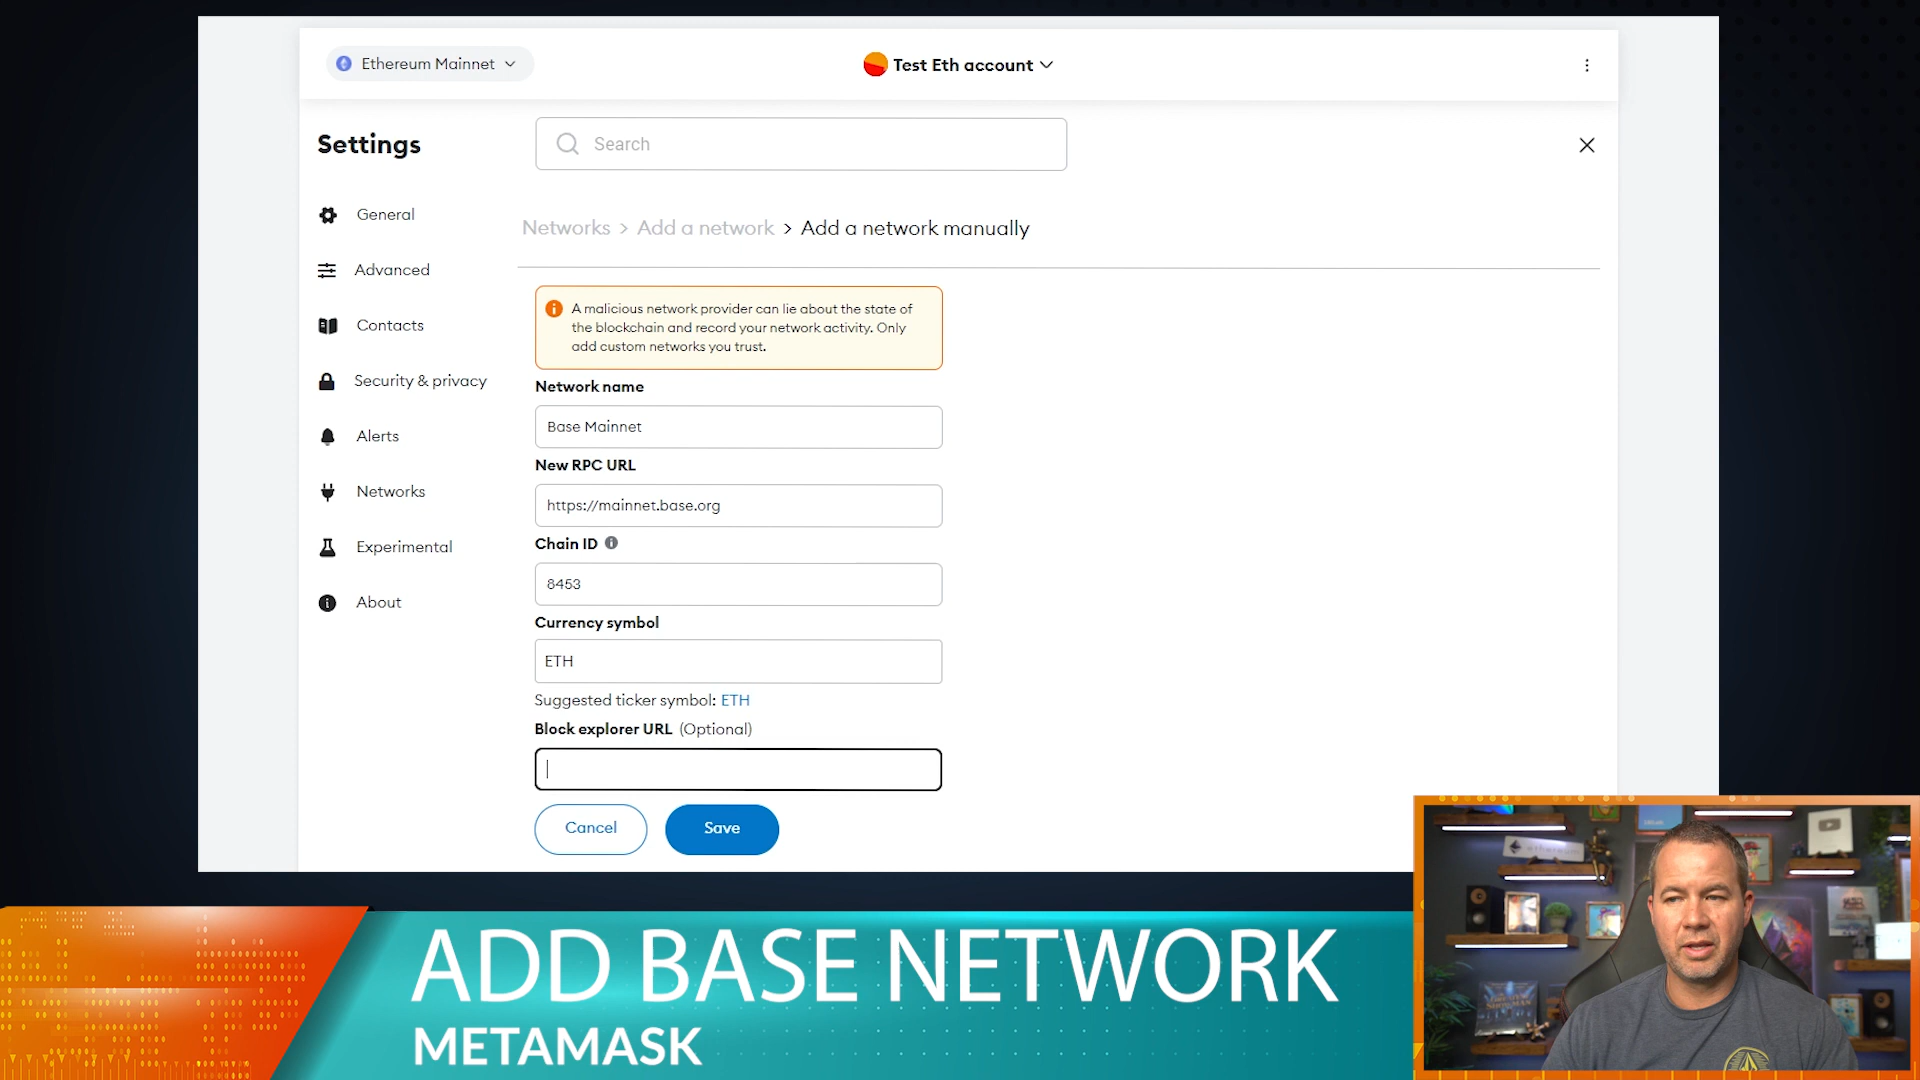 Ethereum Mainnet
Test Eth account
Settings
Search
General
Advanced
Contacts
Security & privacy
Alerts
Networks
Experimental
About
Networks > Add a network > Add a network manually
A malicious network provider can lie about the state of
the blockchain and record your network activity. Only
add custom networks you trust.
Network name
Base Mainnet
New RPC URL
https://mainnet.base.org
Chain ID
8453
Currency symbol
ETH
Suggested ticker symbol: ETH
Block explorer URL (Optional)
Cancel
Save
ADD BASE NETWORK
METAMASK